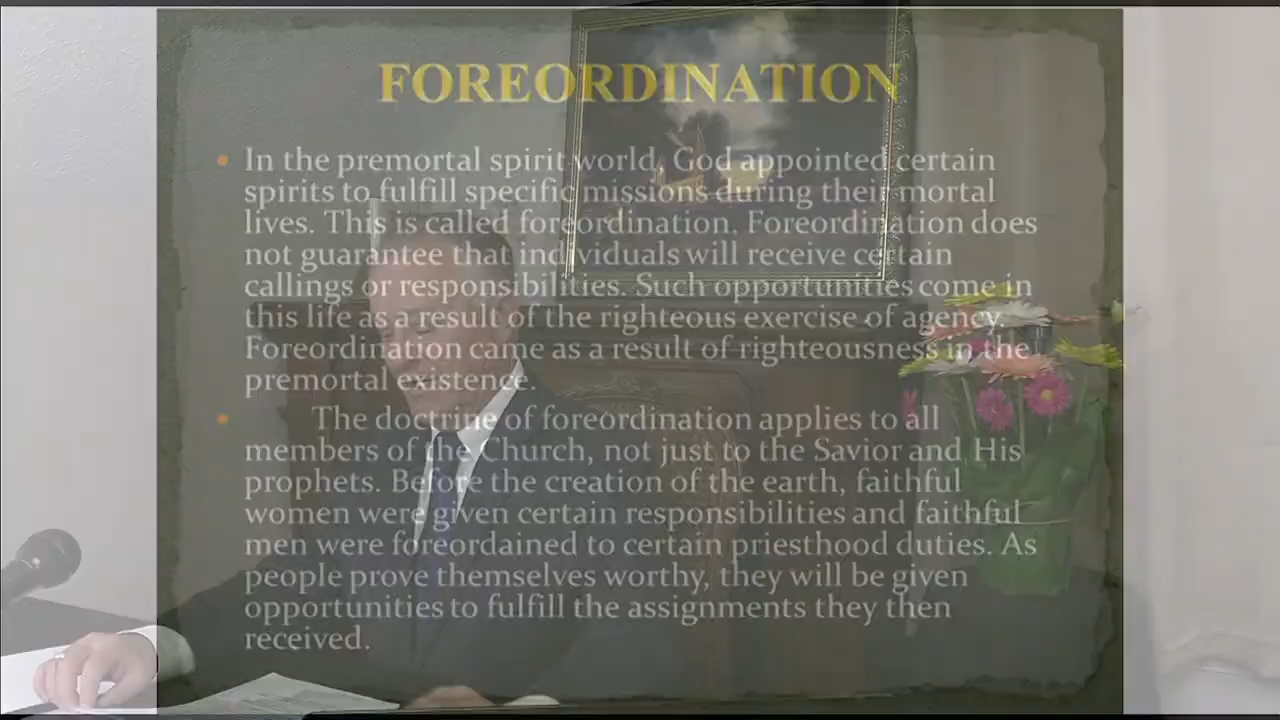 FOREORDINATION
• In the premortal spirit world, God appointed certain
spirits to fulfill specific missions during their mortal
lives. This is called foreordination. Foreordination does
not guarantee that individuals will receive certain
callings or responsibilities. Such opportunities come in
this life as a result of the righteous exercise of agency.
Foreordination came as a result of righteousness in the
premortal existence.
• The doctrine of foreordination applies to all
members of the Church, not just to the Savior and His
prophets. Before the creation of the earth, faithful
women were given certain responsibilities and faithful
men were foreordained to certain priesthood duties. As
people prove themselves worthy, they will be given
opportunities to fulfill the assignments they then
received.